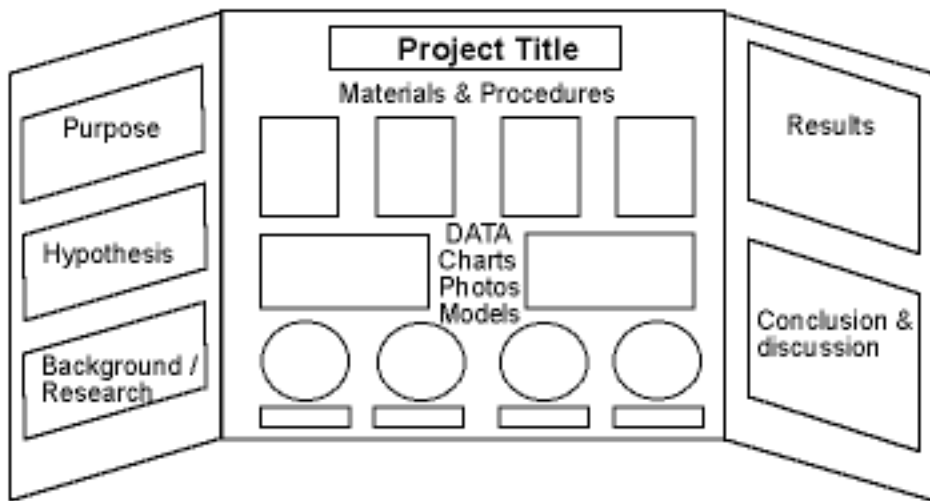 Purpose
Hypothesis
Background /
Research
Project Title
Materials & Procedures
DATA
Charts
Photos
Models
Results
Conclusion &
discussion